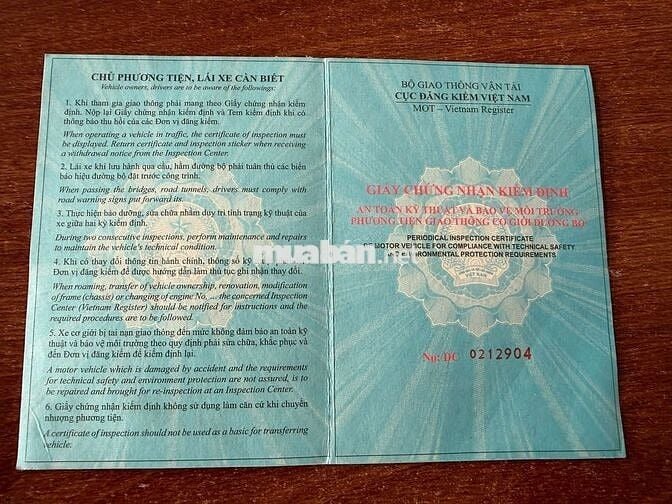 CHỦ PHƯƠNG TIỆN, LÁI XE CẦN BIẾT
Vehicle owners, drivers are to be aware of the followings:
1. Khi tham gia giao thông phải mang theo Giấy chứng nhận kiểm
định. Nộp lại Giấy chứng nhận kiểm định và Tem kiểm định khi có
thông báo thu hồi của các Đơn vị đăng kiểm.
When operating a vehicle in traffic, the certificate of inspection must
be displayed. Return certificate and inspection sticker when receiving
a withdrawal notice from the Inspection Center.
2. Lái xe khi lưu hành qua cầu, hầm đường bộ phải tuân thủ các biển
báo hiệu đường bộ đặt trước công trình.
When passing the bridges, road tunnels, drivers must comply with
road warning signs put forward its.
3. Thực hiện bảo dưỡng, sửa chữa nhằm duy trì tình trạng kỹ thuật của
xe giữa hai kỳ kiểm định.
During two consecutive inspections, perform maintenance and repairs
to maintain the vehicle's technical condition.
4. Khi có thay đổi thông tin hành chính, thông số kỹ
Đơn vị đăng kiểm để được hướng dẫn làm thủ tục ghi nhận thay đổi.
When roaming, transfer of vehicle ownership, renovation, modification
of frame (chassis) or changing of engine No, ... the concerned Inspection
Center (Vietnam Register) should be notified for instructions and the
required procedures are to be followed.
5. Xe cơ giới bị tai nạn giao thông đến mức không đảm bảo an toàn kỹ
thuật và bảo vệ môi trường theo quy định phải sửa chữa, khắc phục và
đến Đơn vị đăng kiểm để kiểm định lại.
A motor vehicle which is damaged by accident and the requirements
for technical safety and environment protection are not assured, is to
be repaired and brought for re-inspection at an Inspection Center.
6. Giấy chứng nhận kiểm định không sử dụng làm căn cứ khi chuyển
nhượng phương tiện.
A certificate of inspection should not be used as a basic for transferring
vehicle.
BỘ GIAO THÔNG VẬN TẢI
CỤC ĐĂNG KIỂM VIỆT NAM
MOT – Vietnam Register
GIẤY CHỨNG NHẬN KIỂM ĐỊNH
AN TOÀN KỸ THUẬT VÀ BẢO VỆ MÔI TRƯỜNG
PHƯƠNG TIỆN GIAO THÔNG CƠ GIỚI ĐƯỜNG BỘ
PERIODICAL INSPECTION CERTIFICATE
OF MOTOR VEHICLE FOR COMPLIANCE WITH TECHNICAL SAFETY
ENVIRONMENTAL PROTECTION REQUIREMENTS
VIỆT NAM
No: DC 0212904
muaban.net